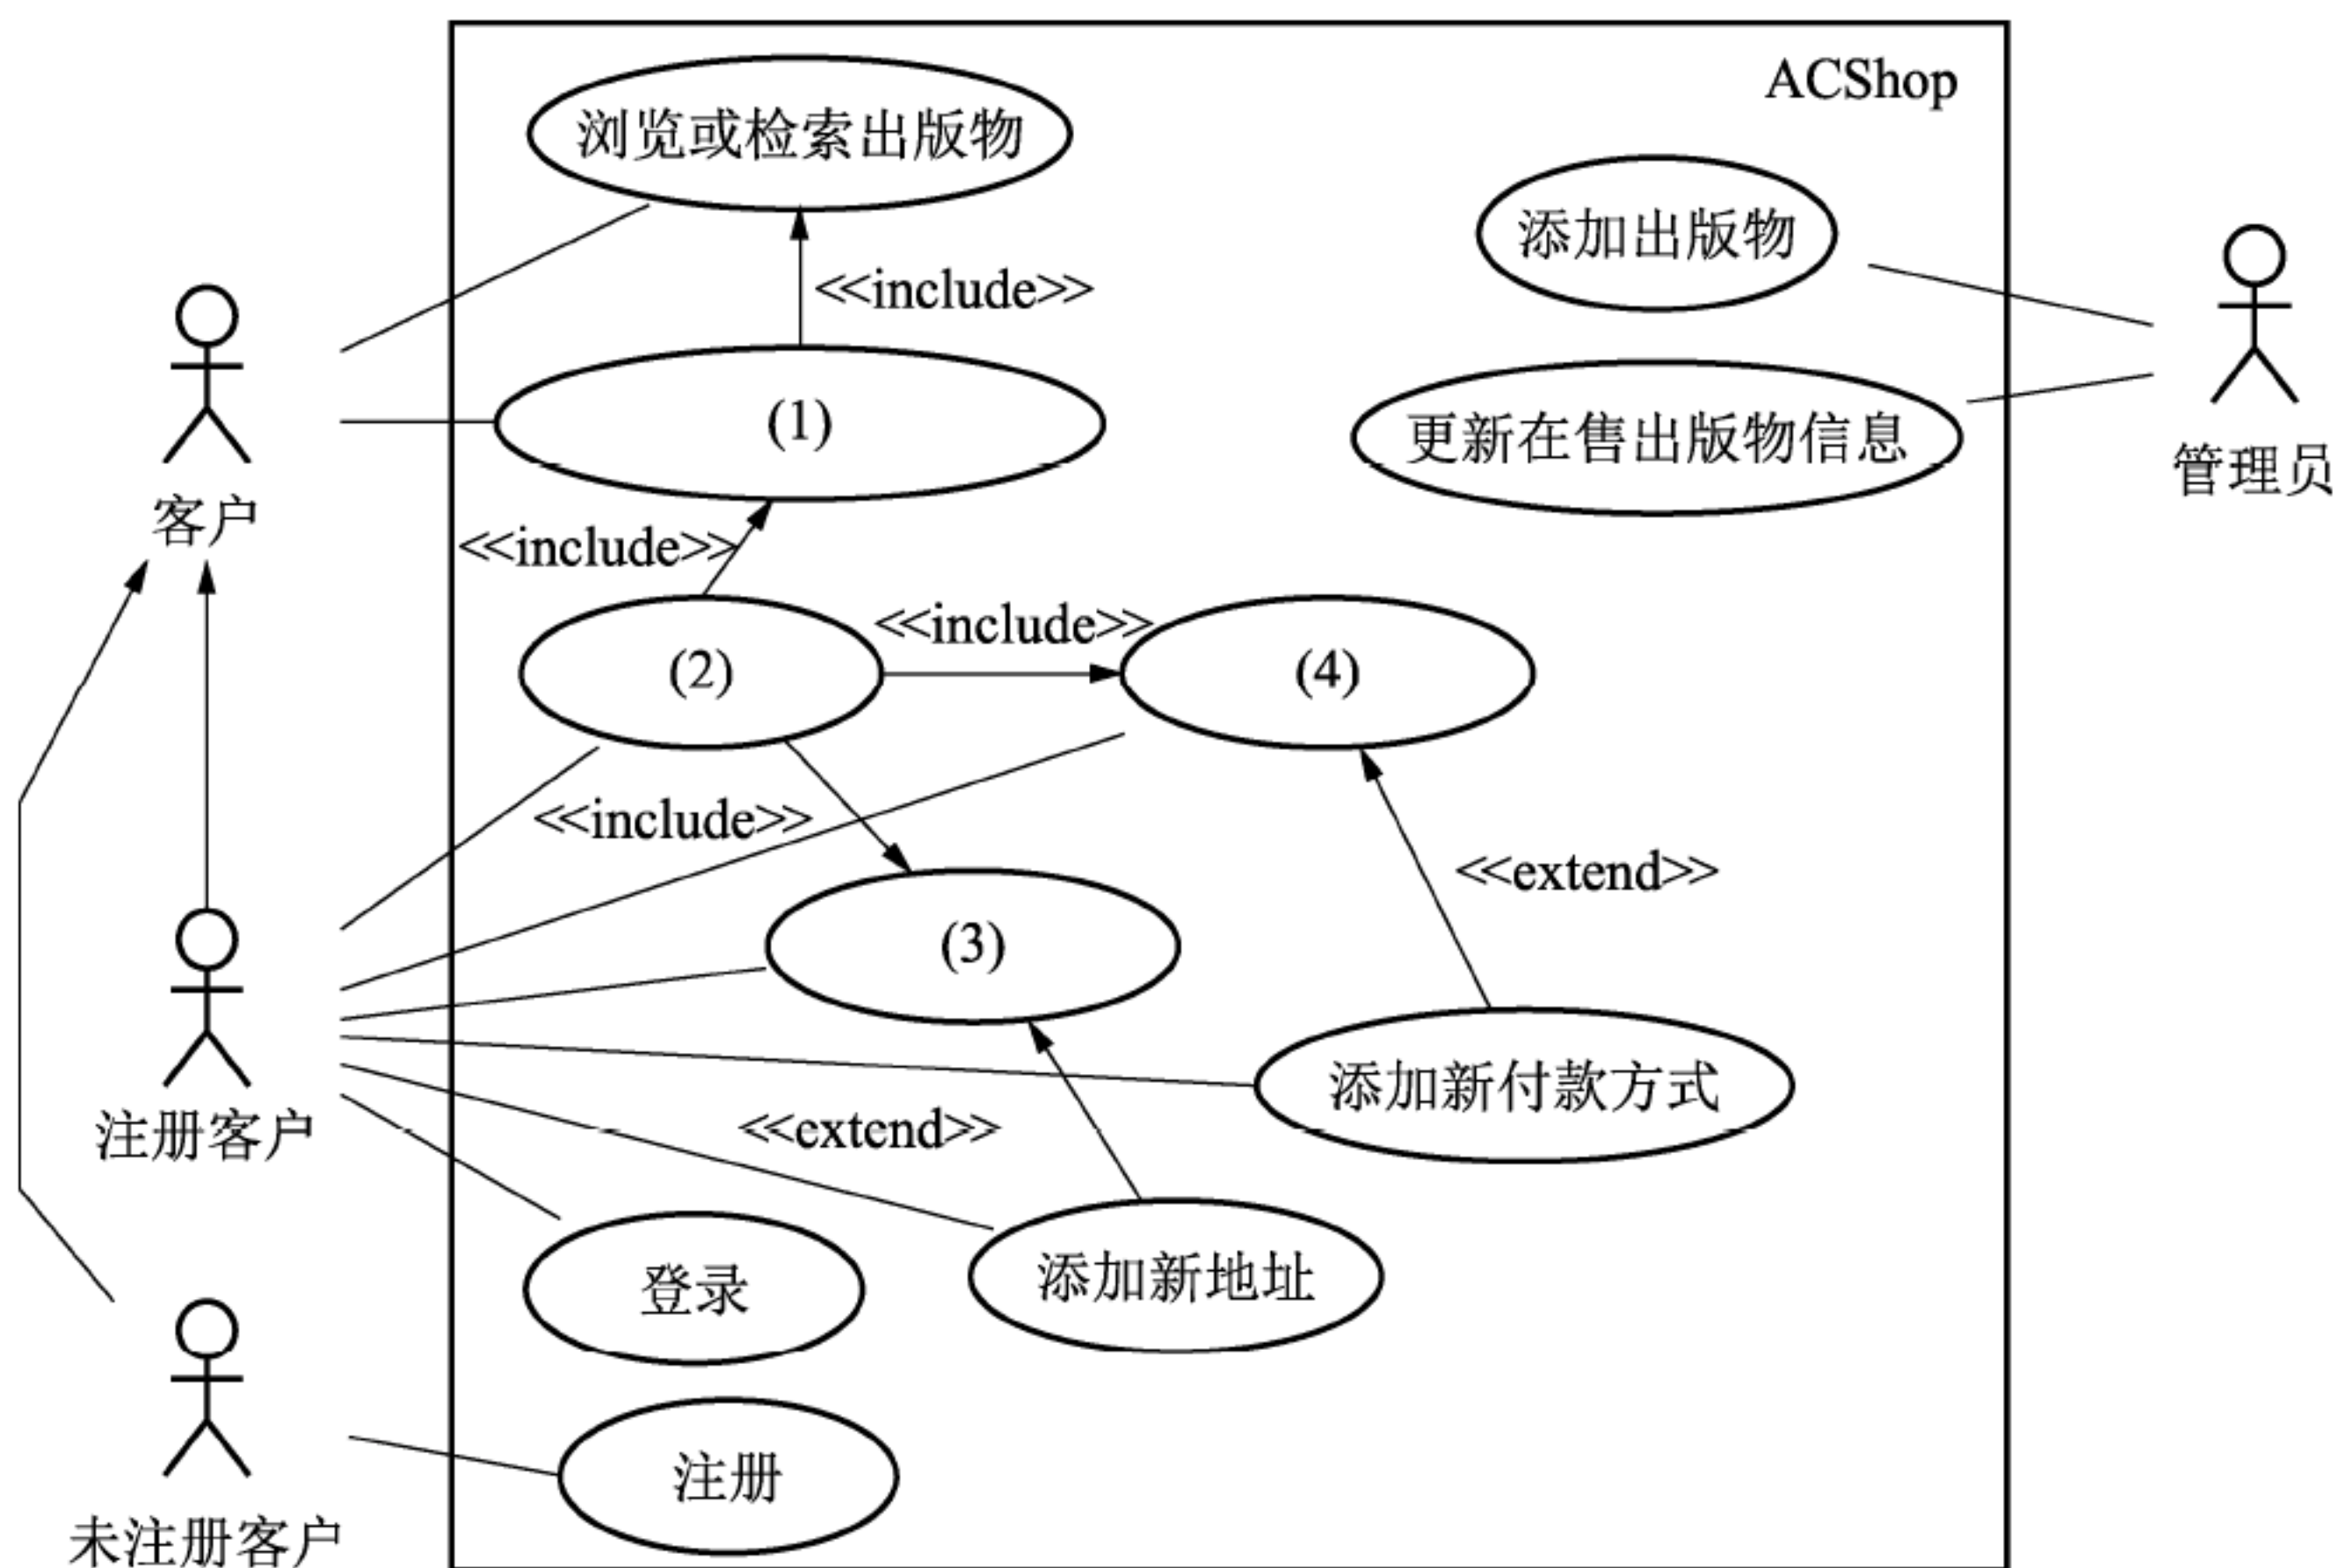 ACShop
浏览或检索出版物
添加出版物
<<include>>
(1)
更新在售出版物信息
客户
管理员
<<include>>
<<include>>
(2)
(4)
<<include>>
<<extend>>
(3)
添加新付款方式
注册客户
<<extend>>
登录
添加新地址
注册
未注册客户